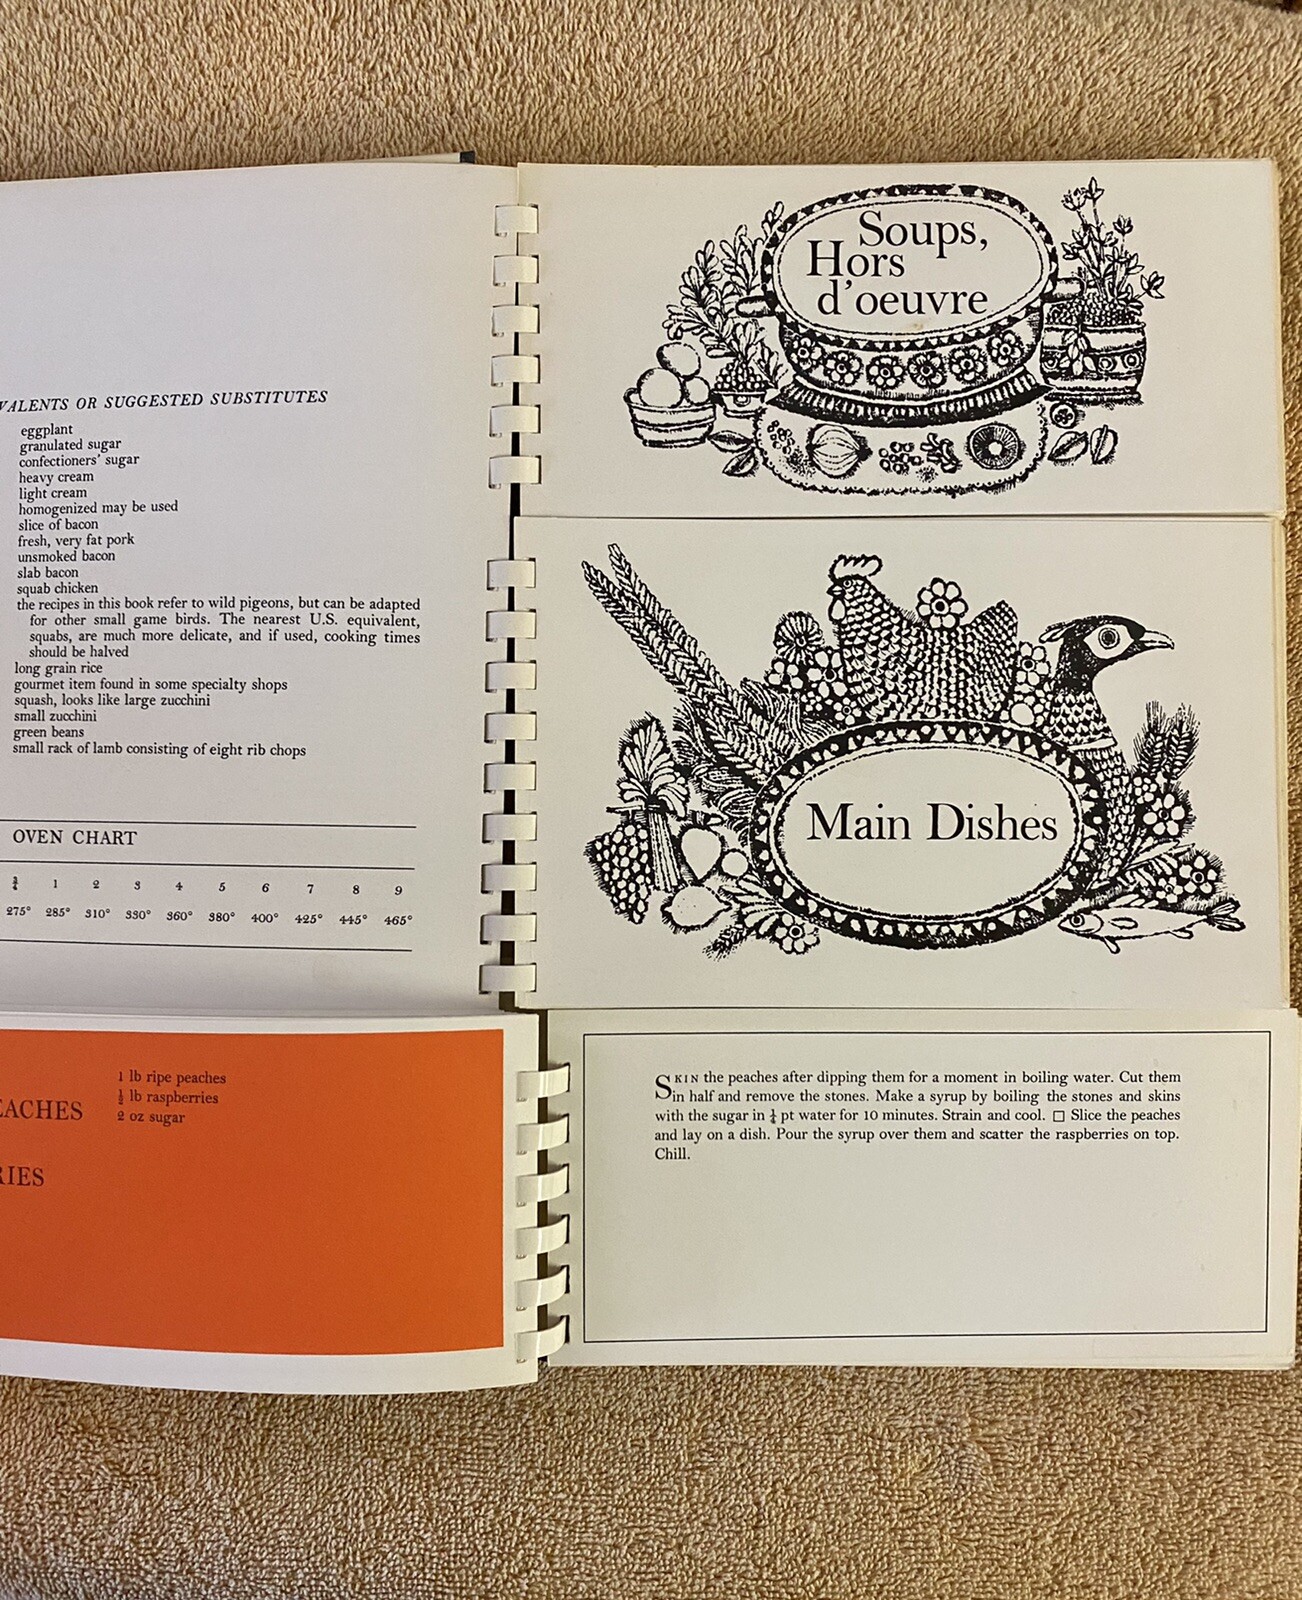 VALENTS OR SUGGESTED SUBSTITUTES
eggplant
granulated sugar
confectioners' sugar
heavy cream
light cream
homogenized may be used
slice of bacon
fresh, very fat pork
unsmoked bacon
slab bacon
squab chicken
the recipes in this book refer to wild pigeons, but can be adapted
for other small game birds. The nearest U.S. equivalent,
squabs, are much more delicate, and if used, cooking times
should be halved
long grain rice
gourmet item found in some specialty shops
squash, looks like large zucchini
small zucchini
green beans
small rack of lamb consisting of eight rib chops
OVEN CHART
¾ 1 2 3 4 5 6 7 8 9
275° 285° 310° 330° 360° 380° 400° 425° 445° 465°
Soups,
Hors
d'oeuvre
Main Dishes
EACHES
RIES
1 lb ripe peaches
½ lb raspberries
2 oz sugar
SKIN the peaches after dipping them for a moment in boiling water. Cut them
in half and remove the stones. Make a syrup by boiling the stones and skins
with the sugar in ¼ pt water for 10 minutes. Strain and cool. □ Slice the peaches
and lay on a dish. Pour the syrup over them and scatter the raspberries on top.
Chill.